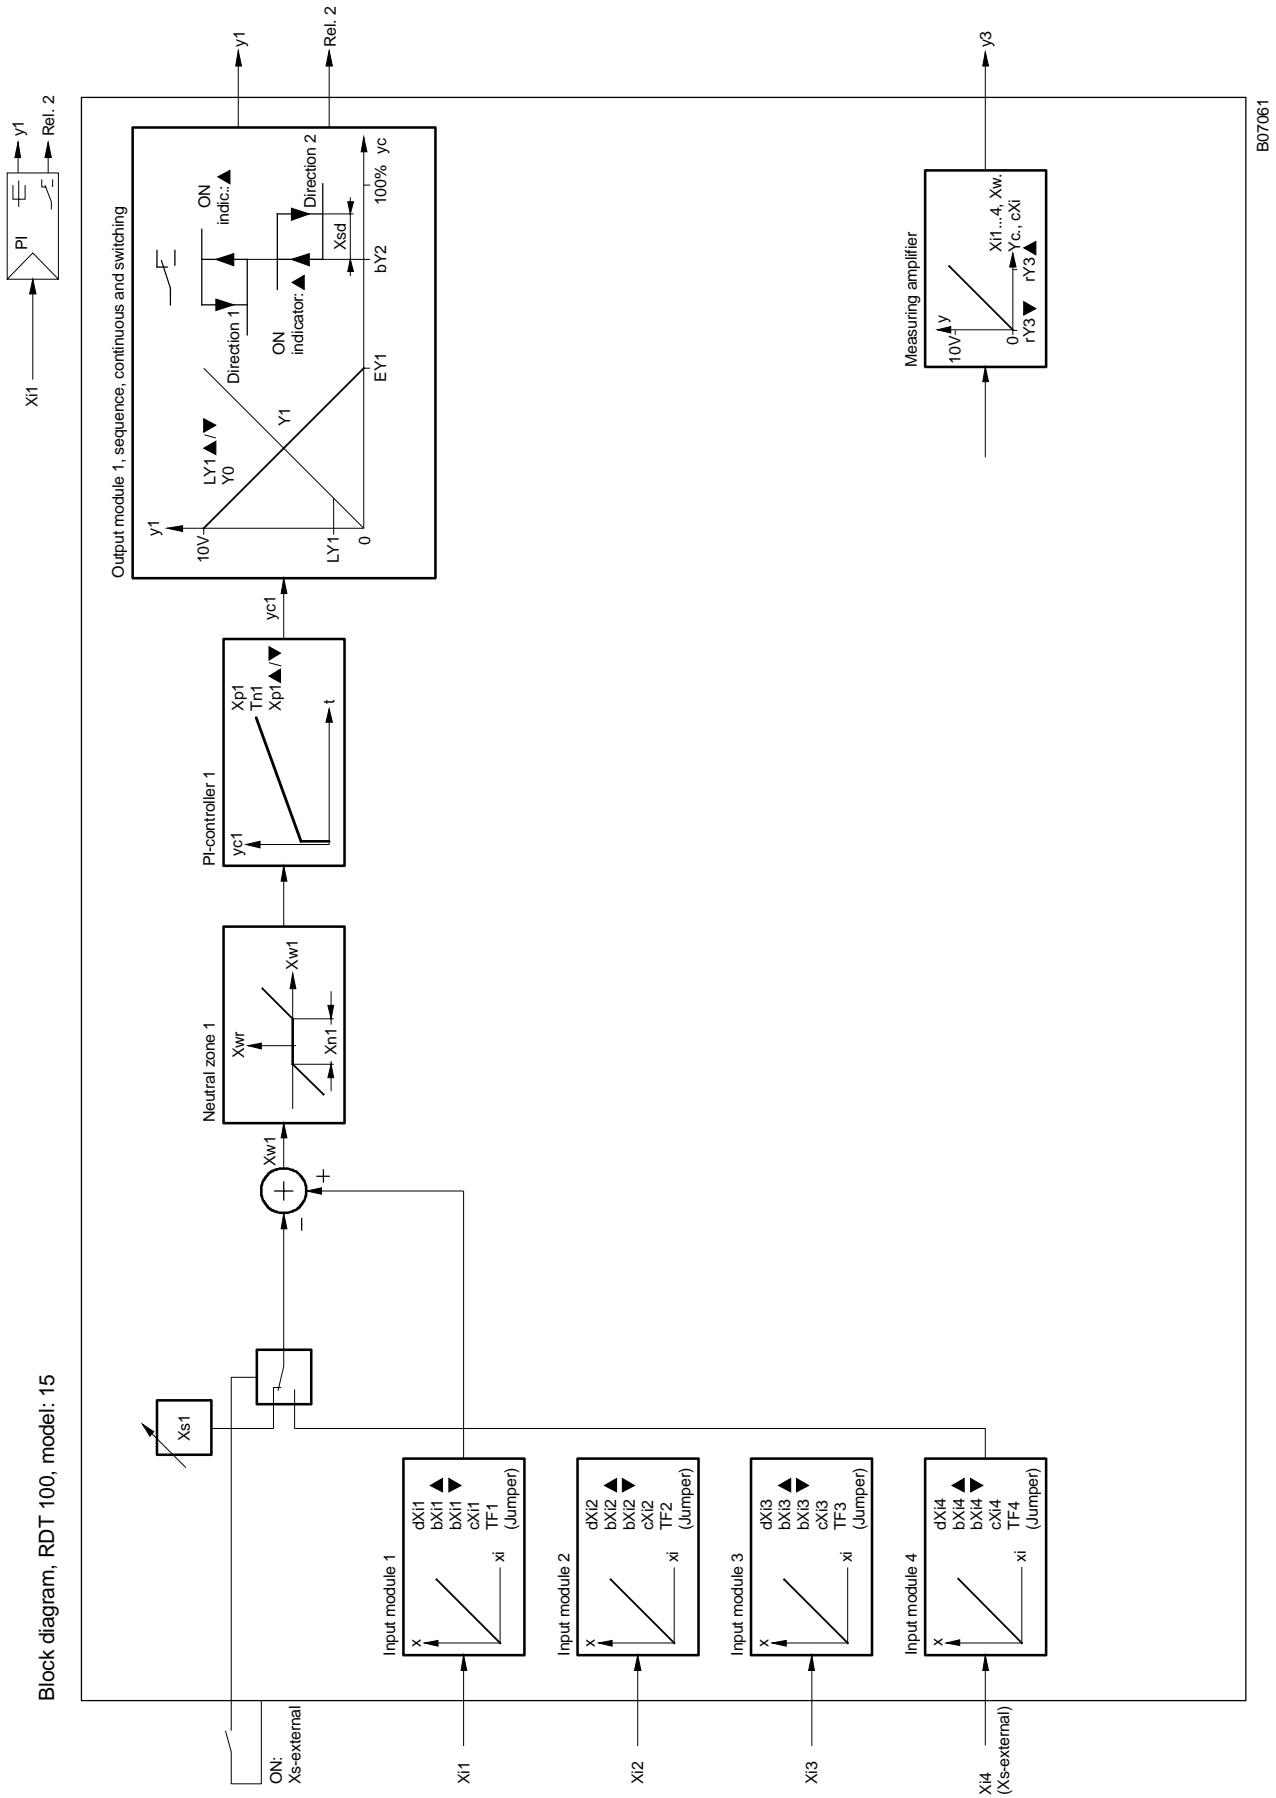 Block diagram, RDT 100, model: 15
Xi1
PI
y1
Rel. 2
ON:
Xs-external
Xs1
Xw1
+
–
Neutral zone 1
Xwr
Xw1
Xn1
PI-controller 1
yc1
t
Xp1
Tn1
Xp1▲/▼
yc1
Output module 1, sequence, continuous and switching
y1
10V
LY1
0
LY1▲/▼
Y0
Y1
EY1
Direction 1
ON
indic.:▲
ON
indicator:▲
Direction 2
Xsd
bY2
100%
yc
y1
Rel. 2
Xi1
Input module 1
x
xi
dXi1
bXi1 ▲
bXi1 ▼
cXi1
TF1
(Jumper)
Xi2
Input module 2
x
xi
dXi2
bXi2 ▲
bXi2 ▼
cXi2
TF2
(Jumper)
Xi3
Input module 3
x
xi
dXi3
bXi3 ▲
bXi3 ▼
cXi3
TF3
(Jumper)
Xi4
(Xs-external)
Input module 4
x
xi
dXi4
bXi4 ▲
bXi4 ▼
cXi4
TF4
(Jumper)
Measuring amplifier
y
10V
0
Xi1...4, Xw.
Yc., cXi
rY3▼
rY3▲
y3
B07061